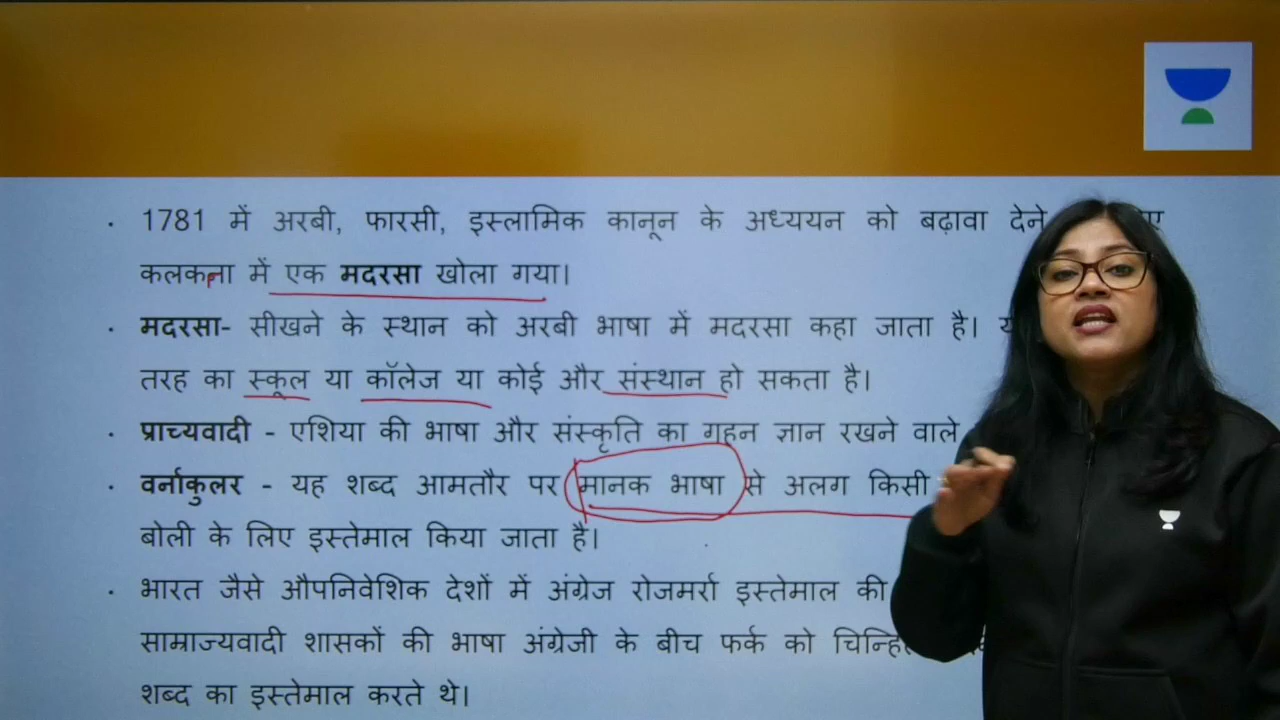 • 1781 में अरबी, फारसी, इस्लामिक कानून के अध्ययन को बढ़ावा देने
कलकत्ता में एक मदरसा खोला गया।
• मदरसा- सीखने के स्थान को अरबी भाषा में मदरसा कहा जाता है।
तरह का स्कूल या कॉलेज या कोई और संस्थान हो सकता है।
• प्राच्यवादी - एशिया की भाषा और संस्कृति का गहन ज्ञान रखने वाले
• वर्नाकुलर - यह शब्द आमतौर पर मानक भाषा से अलग किसी
बोली के लिए इस्तेमाल किया जाता है।
• भारत जैसे औपनिवेशिक देशों में अंग्रेज रोजमर्रा इस्तेमाल की
साम्राज्यवादी शासकों की भाषा अंग्रेजी के बीच फर्क को
शब्द का इस्तेमाल करते थे।